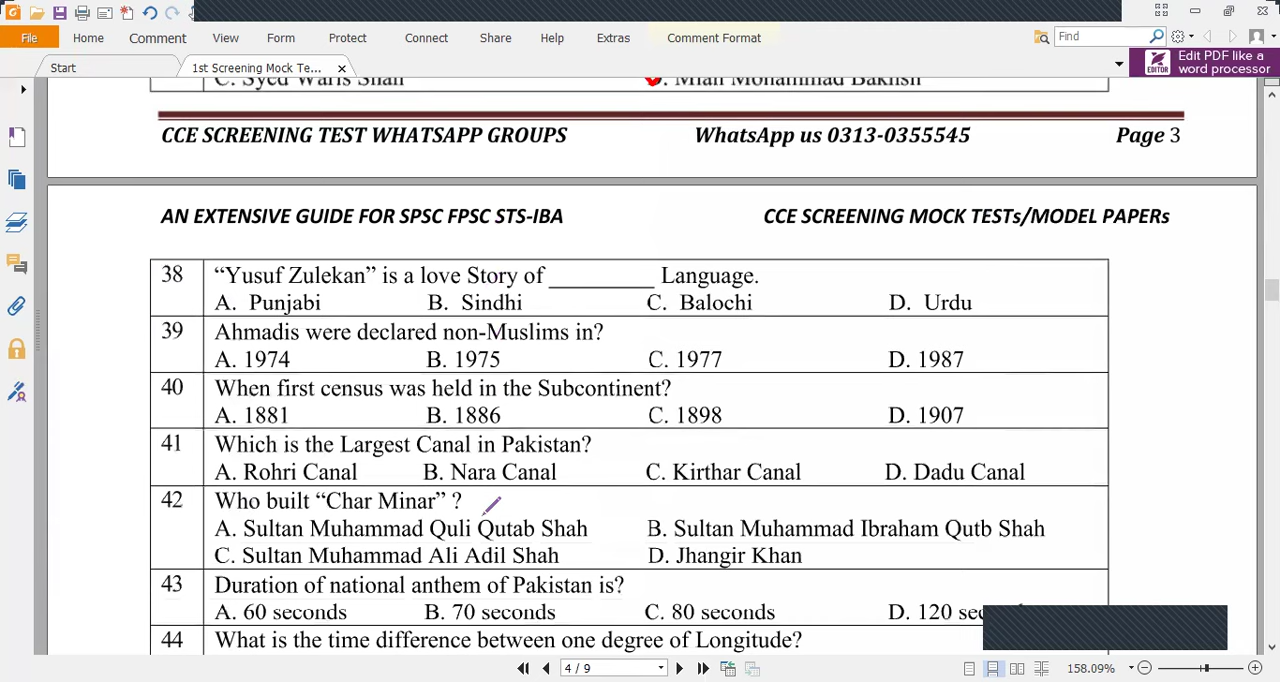 File Home Comment View Form Protect Connect Share Help Extras Comment Format Find
Edit PDF like a
word processor
EDITOR
Start 1st Screening Mock Te...
C. Syed Waris Shah . Mian Mohammad Bakhsh
CCE SCREENING TEST WHATSAPP GROUPS WhatsApp us 0313-0355545 Page 3
AN EXTENSIVE GUIDE FOR SPSC FPSC STS-IBA CCE SCREENING MOCK TESTs/MODEL PAPERs
38 “Yusuf Zulekan” is a love Story of __________ Language.
A. Punjabi B. Sindhi C. Balochi D. Urdu
39 Ahmadis were declared non-Muslims in?
A. 1974 B. 1975 C. 1977 D. 1987
40 When first census was held in the Subcontinent?
A. 1881 B. 1886 C. 1898 D. 1907
41 Which is the Largest Canal in Pakistan?
A. Rohri Canal B. Nara Canal C. Kirthar Canal D. Dadu Canal
42 Who built “Char Minar” ?
A. Sultan Muhammad Quli Qutab Shah B. Sultan Muhammad Ibraham Qutb Shah
C. Sultan Muhammad Ali Adil Shah D. Jhangir Khan
43 Duration of national anthem of Pakistan is?
A. 60 seconds B. 70 seconds C. 80 seconds D. 120
44 What is the time difference between one degree of Longitude?
4 / 9 158.09%